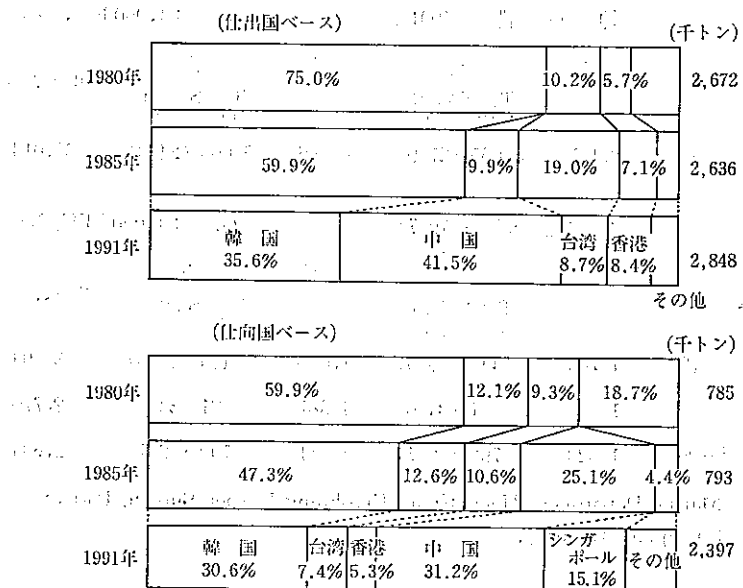 (仕出国ベース) (千トン)
1980年 75.0% 10.2% 5.7% 2,672
1985年 59.9% 9.9% 19.0% 7.1% 2,636
韓国 中国 台湾 香港
1991年 35.6% 41.5% 8.7% 8.4% 2,848
その他
(仕向国ベース) (千トン)
1980年 59.9% 12.1% 9.3% 18.7% 785
1985年 47.3% 12.6% 10.6% 25.1% 4.4% 793
韓国 台湾 香港 中国 シンガ
ポール その他 2,397
1991年 30.6% 7.4% 5.3% 31.2% 15.1%